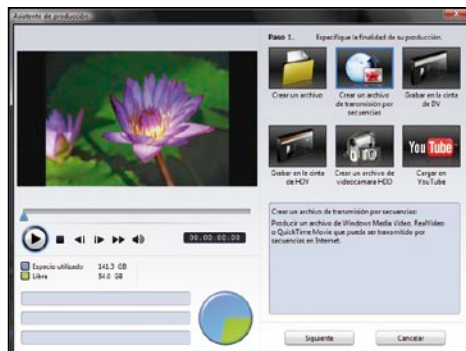 Asistente de producción
Paso 1. Especifique la finalidad de su producción.
Crear un archivo
Crear un archivo
de transmisión por
secuencias
Grabar en la cinta
de DV
Grabar en la cinta
de HDV
Crear un archivo de
videocámara HDD
Cargar en
YouTube
You Tube
00:00:00:00
Espacio utilizado 141.3 GB
Libre 54.0 GB
Crear un archivo de transmisión por secuencias:
Producir un archivo de Windows Media Video, RealVideo
o QuickTime Movie que puede ser transmitido por
secuencias en Internet.
Siguiente
Cancelar